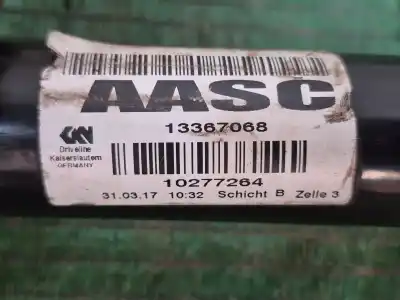 AASC
13367068
GKN
Driveline
Kaiserslautern
GERMANY
10277264
31.03.17 10:32 Schicht B Zelle 3